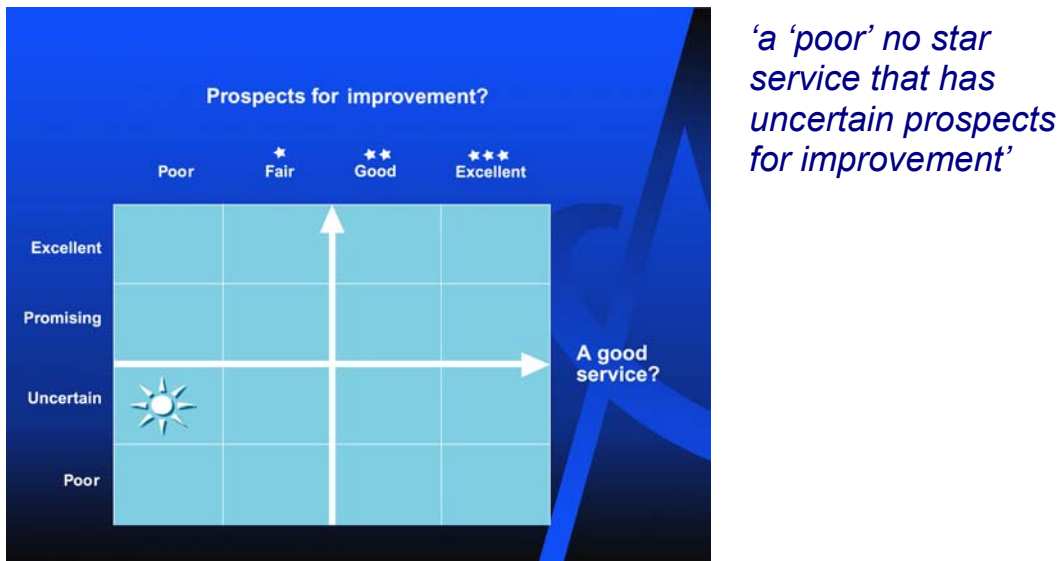 Prospects for improvement?
Poor Fair Good Excellent
Excellent
Promising
Uncertain
Poor
A good
service?
‘a ‘poor’ no star
service that has
uncertain prospects
for improvement’